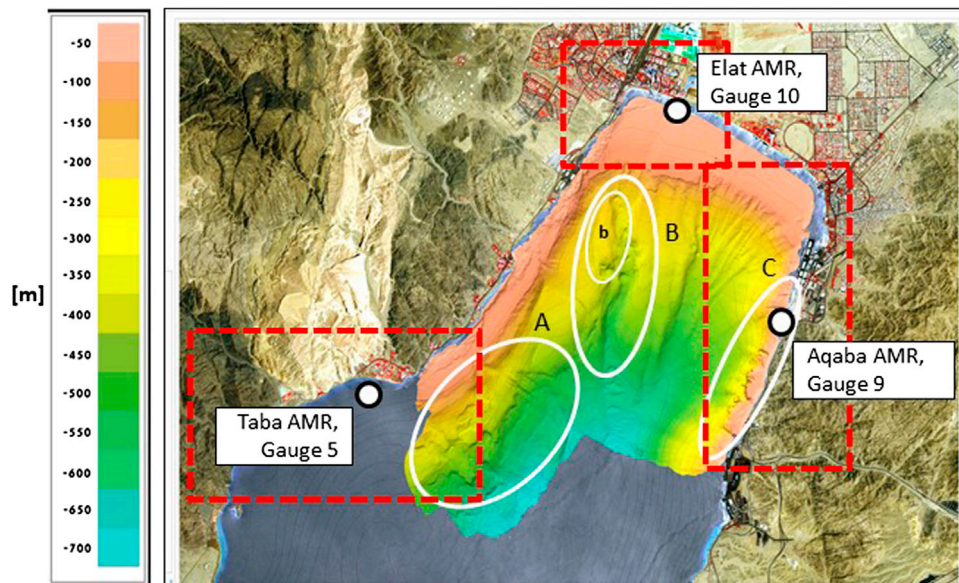 -50
-100
-150
-200
-250
-300
-350
-400
-450
-500
-600
-650
-700
[m]
Elat AMR,
Gauge 10
b
B
C
A
Aqaba AMR,
Gauge 9
Taba AMR,
Gauge 5